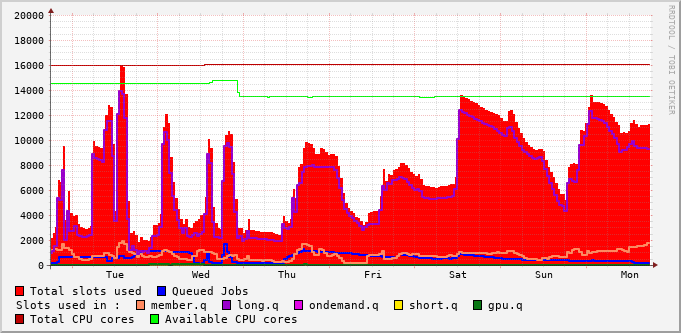 20000
18000
16000
14000
12000
10000
8000
6000
4000
2000
0
Tue Wed Thu Fri Sat Sun Mon
RRDTOOL / TOBI OETIKER
Total slots used Queued Jobs
Slots used in : member.q long.q ondemand.q short.q gpu.q
Total CPU cores Available CPU cores